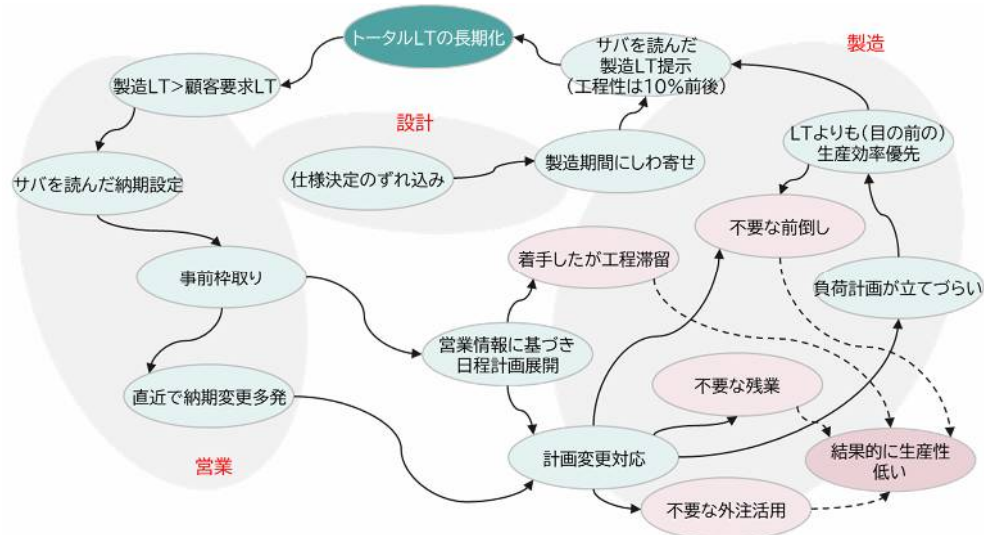 トータルLTの長期化
サバを読んだ
製造LT提示
(工程性は10%前後)
製造
製造LT>顧客要求LT
設計
LTよりも(目の前の)
生産効率優先
仕様決定のずれ込み
製造期間にしわ寄せ
サバを読んだ納期設定
不要な前倒し
着手したが工程滞留
事前枠取り
負荷計画が立てづらい
営業情報に基づき
日程計画展開
不要な残業
直近で納期変更多発
営業
計画変更対応
結果的に生産性
低い
不要な外注活用